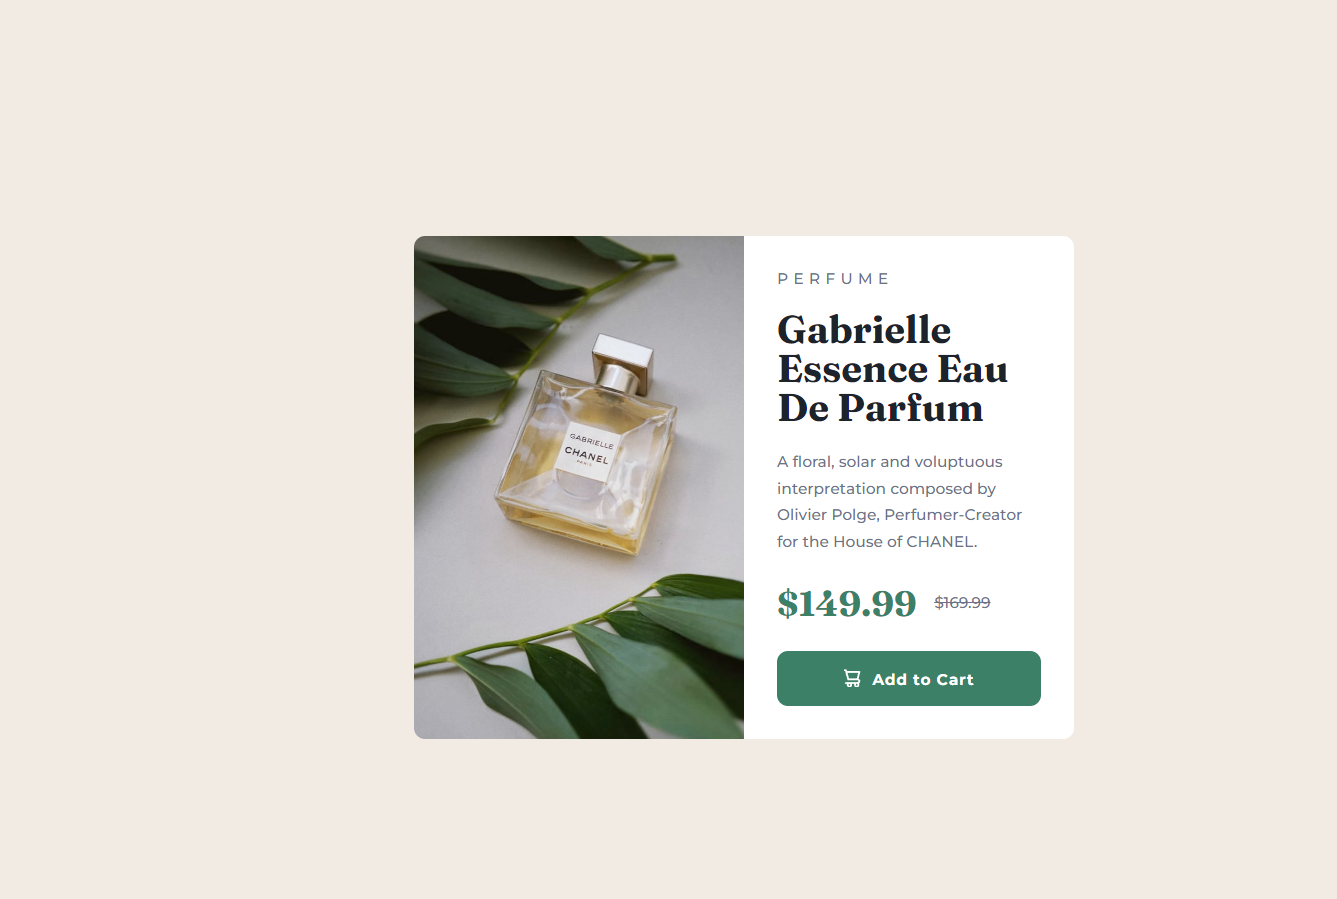 GABRIELLE
CHANEL
PARIS
PERFUME
Gabrielle
Essence Eau
De Parfum
A floral, solar and voluptuous
interpretation composed by
Olivier Polge, Perfumer-Creator
for the House of CHANEL.
$149.99 $169.99
Add to Cart